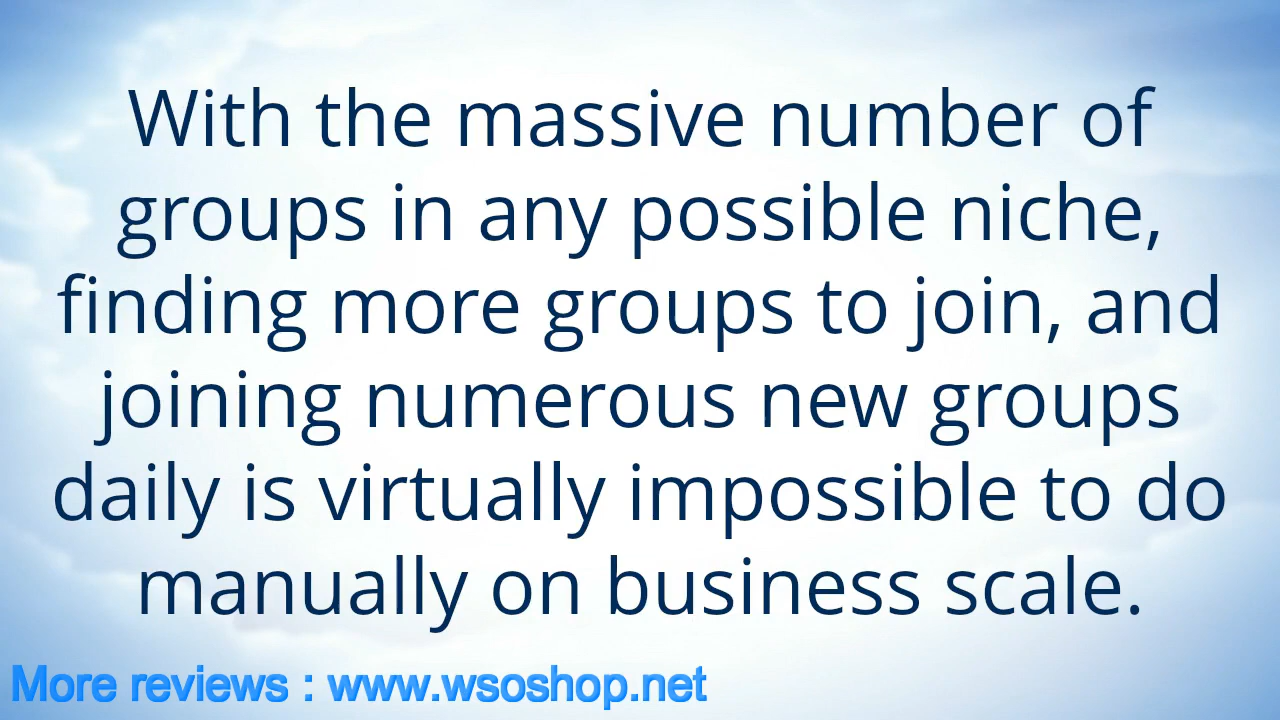 With the massive number of
groups in any possible niche,
finding more groups to join, and
joining numerous new groups
daily is virtually impossible to do
manually on business scale.
More reviews : www.wsoshop.net